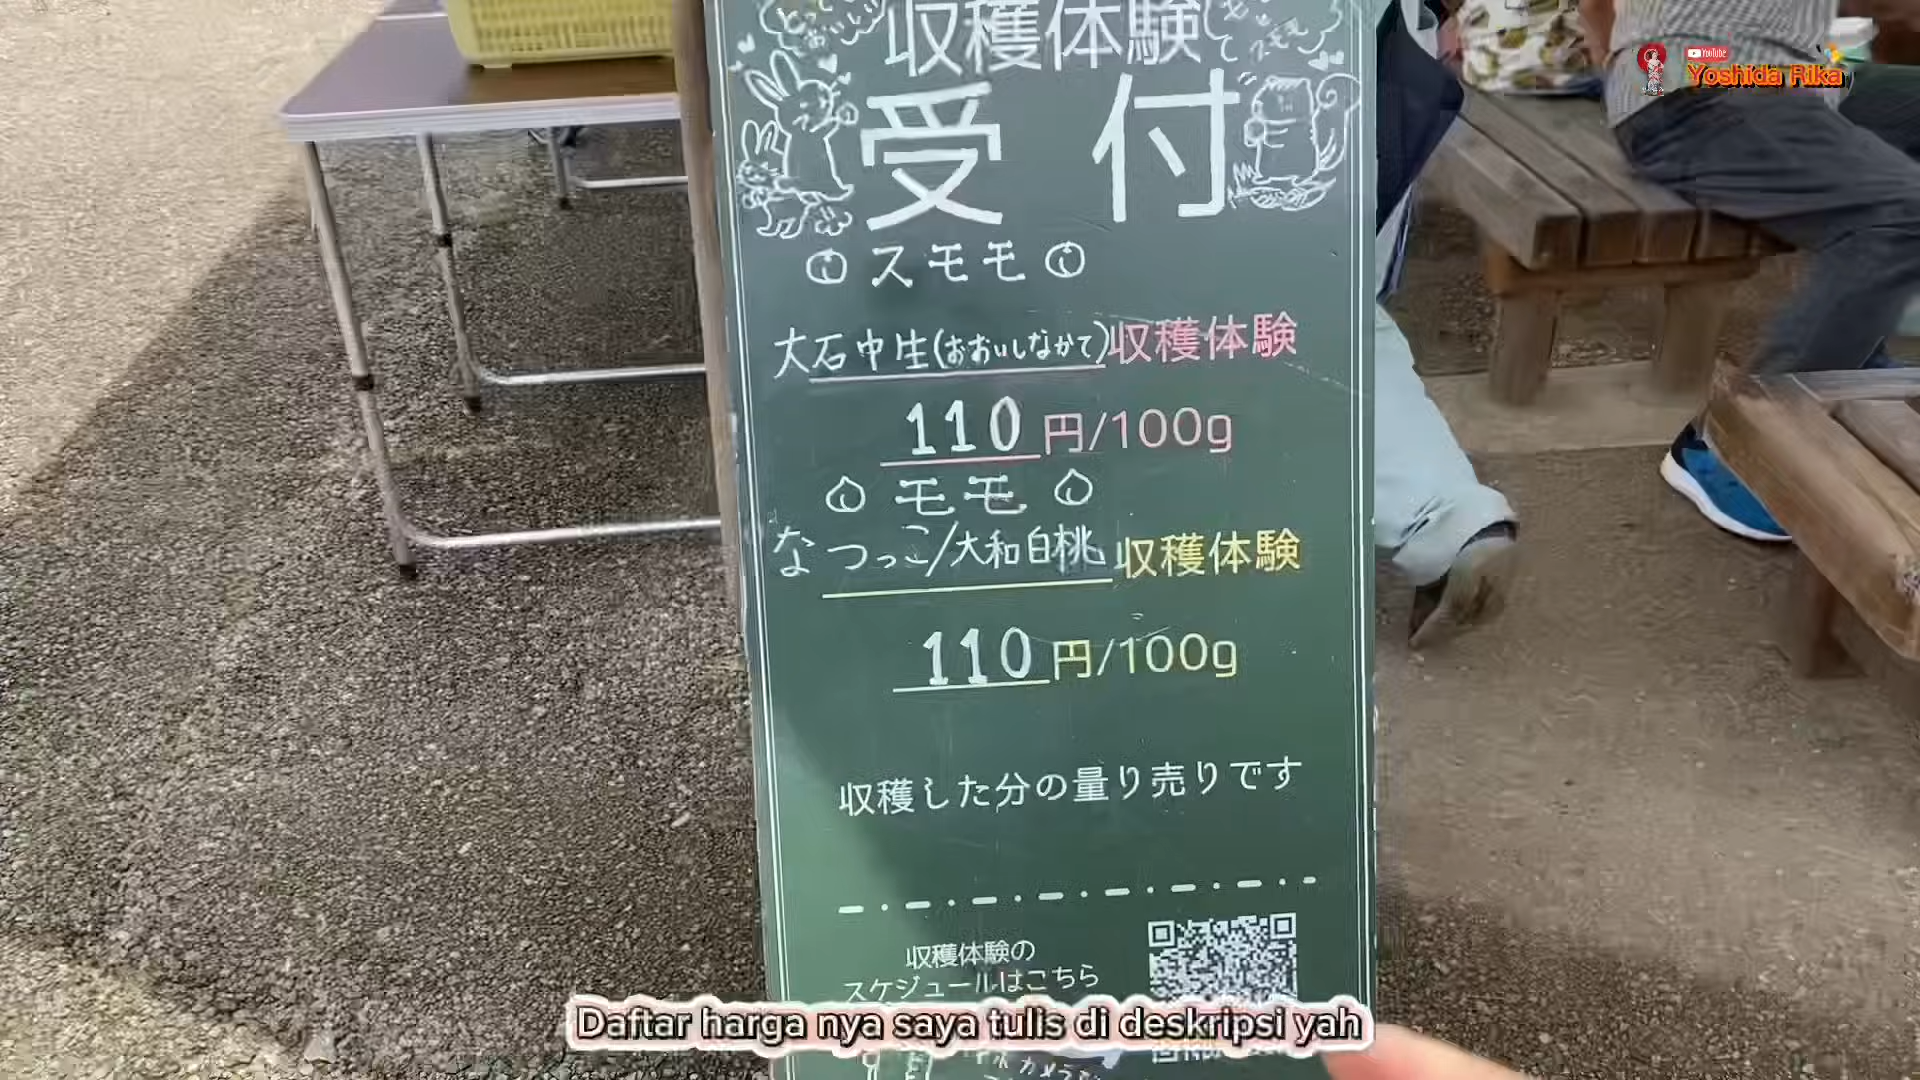 収穫体験
受付
スモモ
大石中生(おおいしなかて)収穫体験
110円/100g
モモ
なつっこ/大和白桃 収穫体験
110円/100g
収穫した分の量り売りです
収穫体験の
スケジュールはこちら
YouTube
Yoshida Rika
Daftar harga nya saya tulis di deskripsi yah